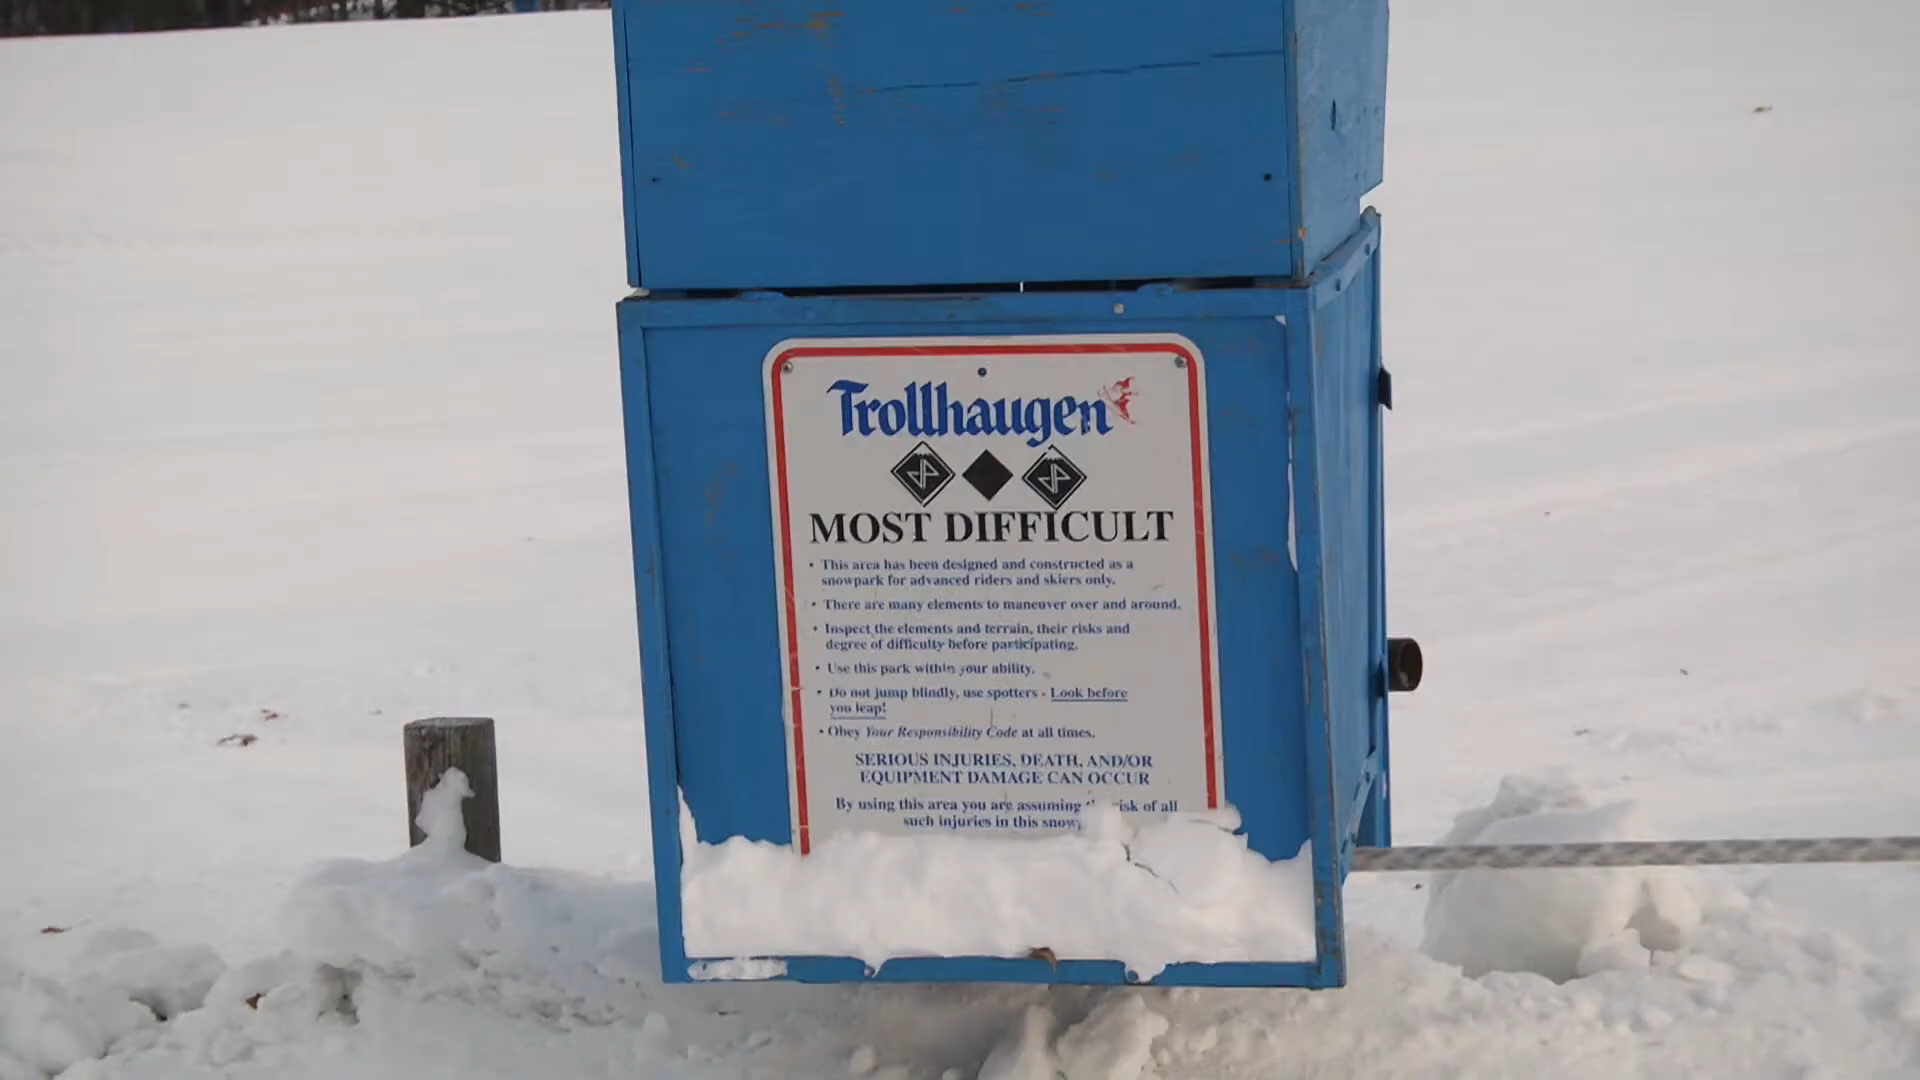 Trollhaugen
MOST DIFFICULT
• This area has been designed and constructed as a
snowpark for advanced riders and skiers only.
• There are many elements to maneuver over and around.
• Inspect the elements and terrain, their risks and
degree of difficulty before participating.
• Use this park within your ability.
• Do not jump blindly, use spotters - Look before
you leap!
• Obey Your Responsibility Code at all times.
SERIOUS INJURIES, DEATH, AND/OR
EQUIPMENT DAMAGE CAN OCCUR
By using this area you are assuming risk of all
such injuries in this